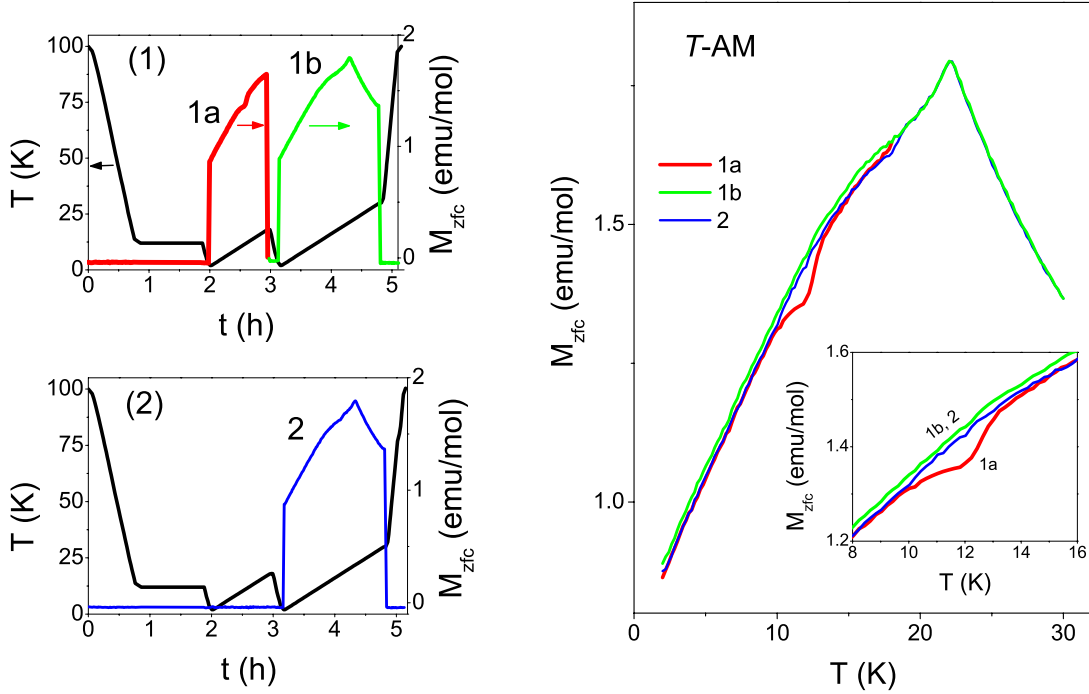 (1)
1a
1b
T (K)
100
75
50
25
0
2
1
0
M_zfc (emu/mol)
0 1 2 3 4 5
t (h)
(2)
2
T (K)
100
75
50
25
0
2
1
0
M_zfc (emu/mol)
0 1 2 3 4 5
t (h)
T-AM
1a
1b
2
M_zfc (emu/mol)
1.5
1.0
0 10 20 30
T (K)
1.6
1.4
1.2
M_zfc (emu/mol)
1b, 2
1a
8 10 12 14 16
T (K)